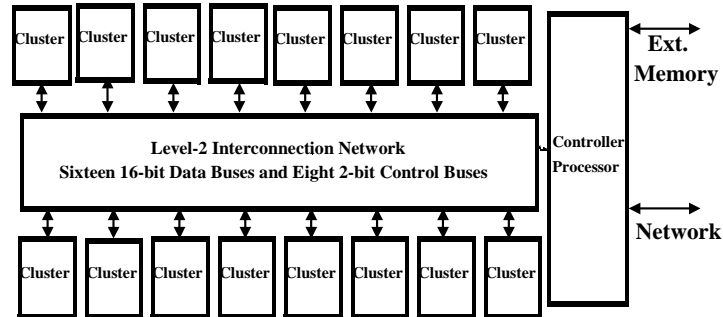 Cluster Cluster Cluster Cluster Cluster Cluster Cluster Cluster
Ext.
Memory
Level-2 Interconnection Network
Sixteen 16-bit Data Buses and Eight 2-bit Control Buses
Controller
Processor
Network
Cluster Cluster Cluster Cluster Cluster Cluster Cluster Cluster